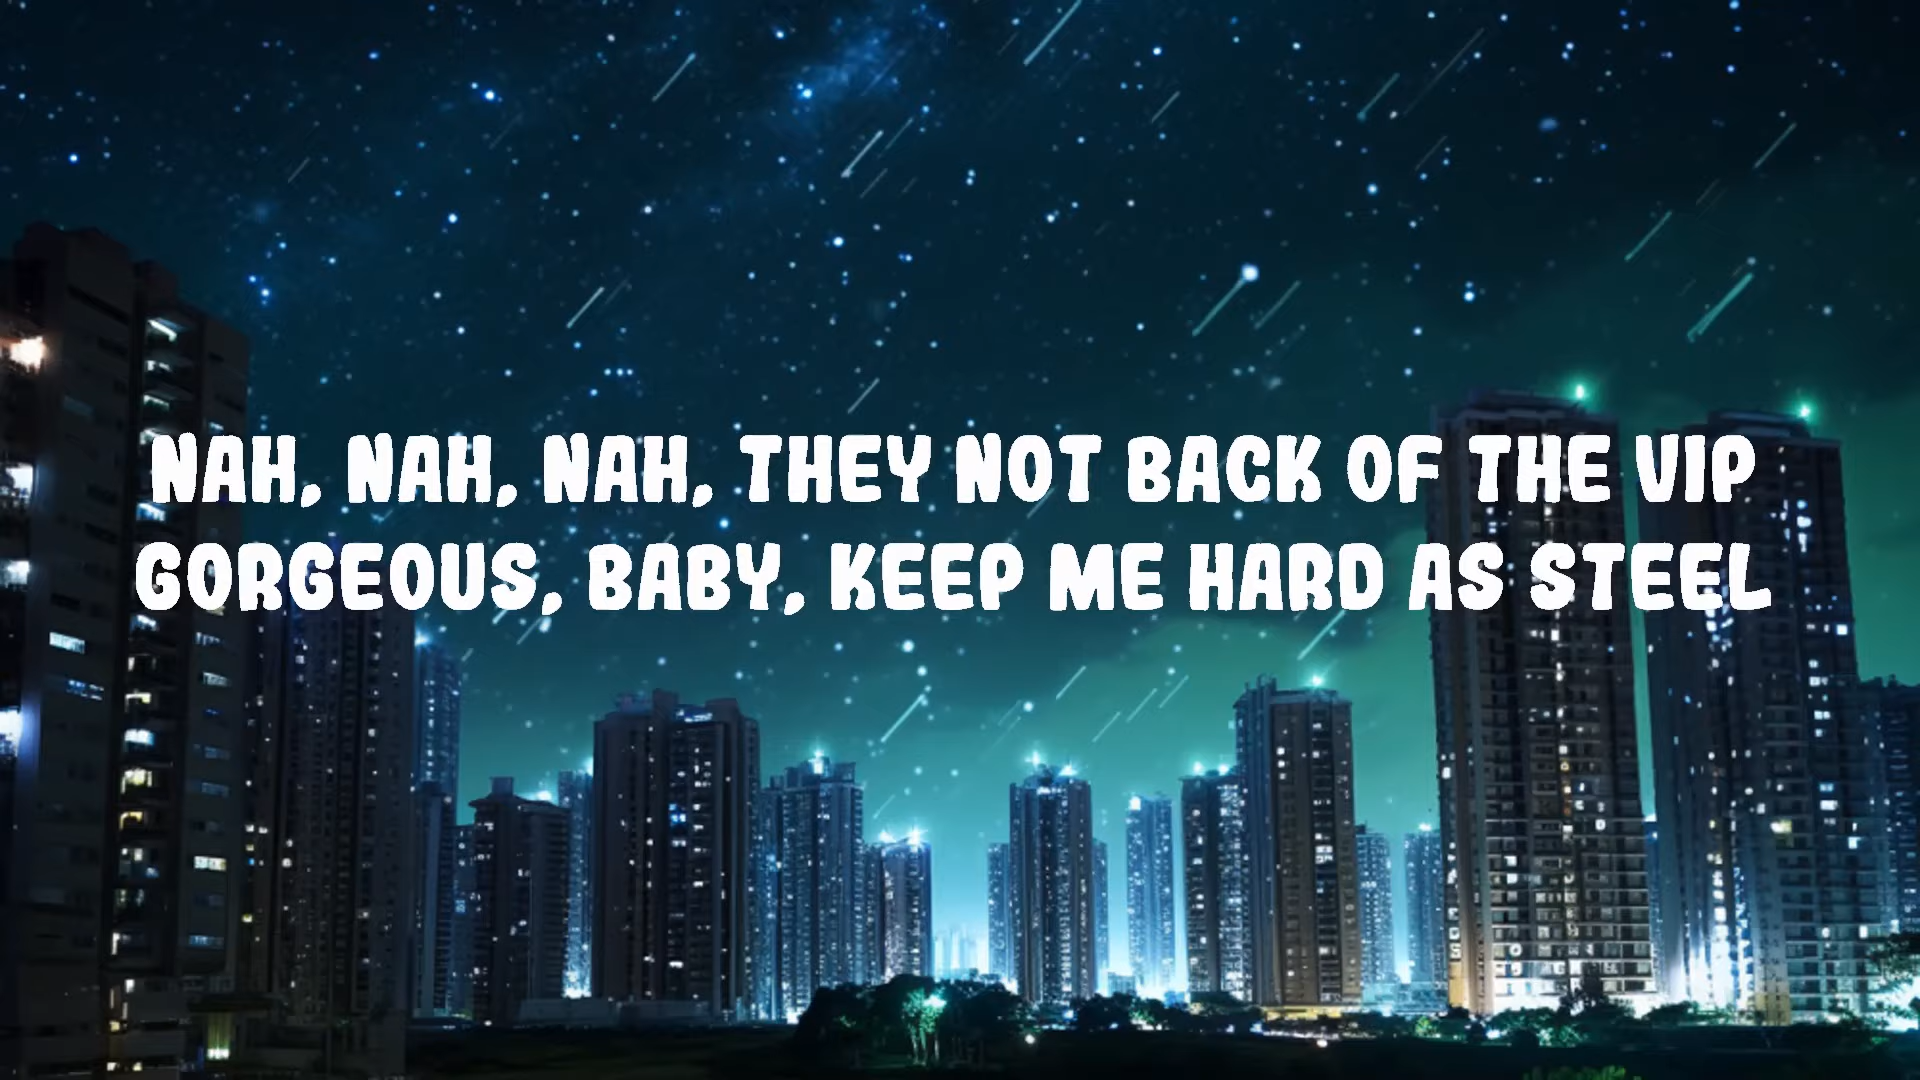 NAH, NAH, NAH, THEY NOT BACK OF THE VIP
GORGEOUS, BABY, KEEP ME HARD AS STEEL